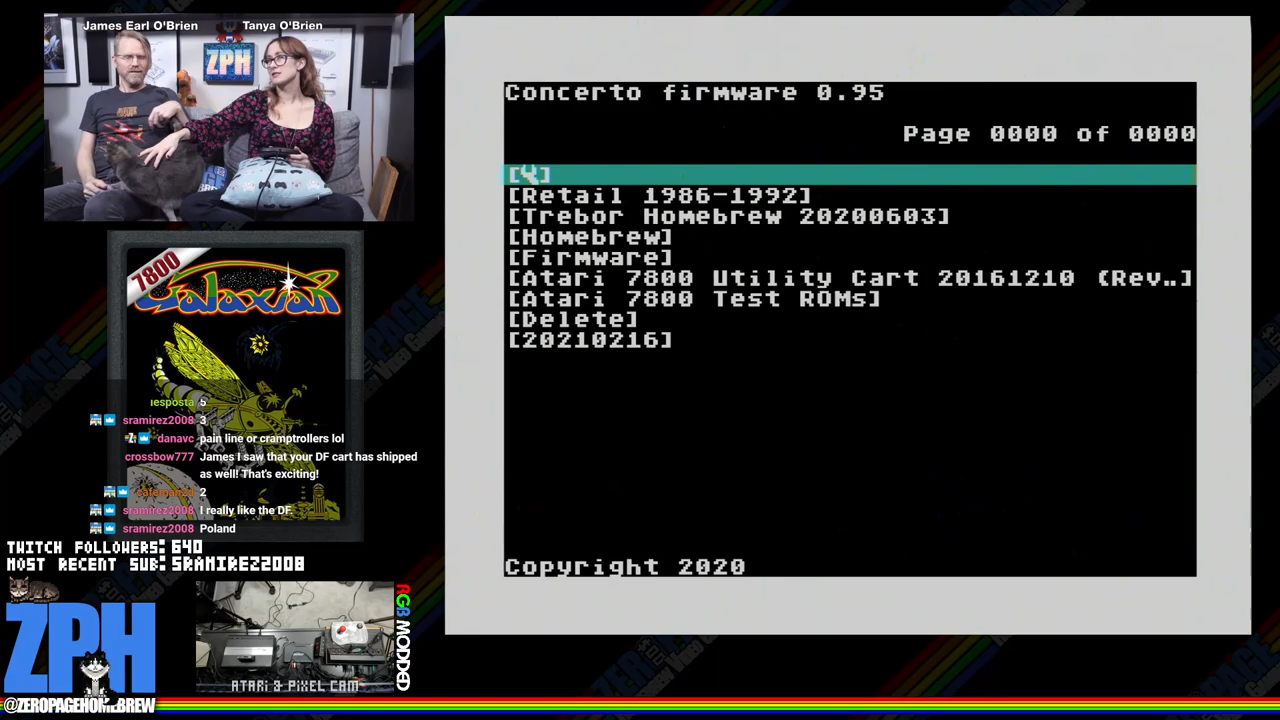 James Earl O'Brien
Tanya O'Brien
ZPH
7800
Galaxian
iesposta 5
sramirez2008 3
danavc pain line or cramptrollers lol
crossbow777 James I saw that your DF cart has shipped
as well! That's exciting!
2
sramirez2008 I really like the DF.
sramirez2008 Poland
TWITCH FOLLOWERS: 640
MOST RECENT SUB: SRAMIREZ2008
ZPH
@ZEROPAGEHOMEBREW
ATARI & PIXEL CAM
RGB MODDED
Concerto firmware 0.95
Page 0000 of 0000
[Retail 1986-1992]
[Trebor Homebrew 20200603]
[Homebrew]
[Firmware]
[Atari 7800 Utility Cart 20161210 (Rev..]
[Atari 7800 Test ROMs]
[Delete]
[20210216]
Copyright 2020